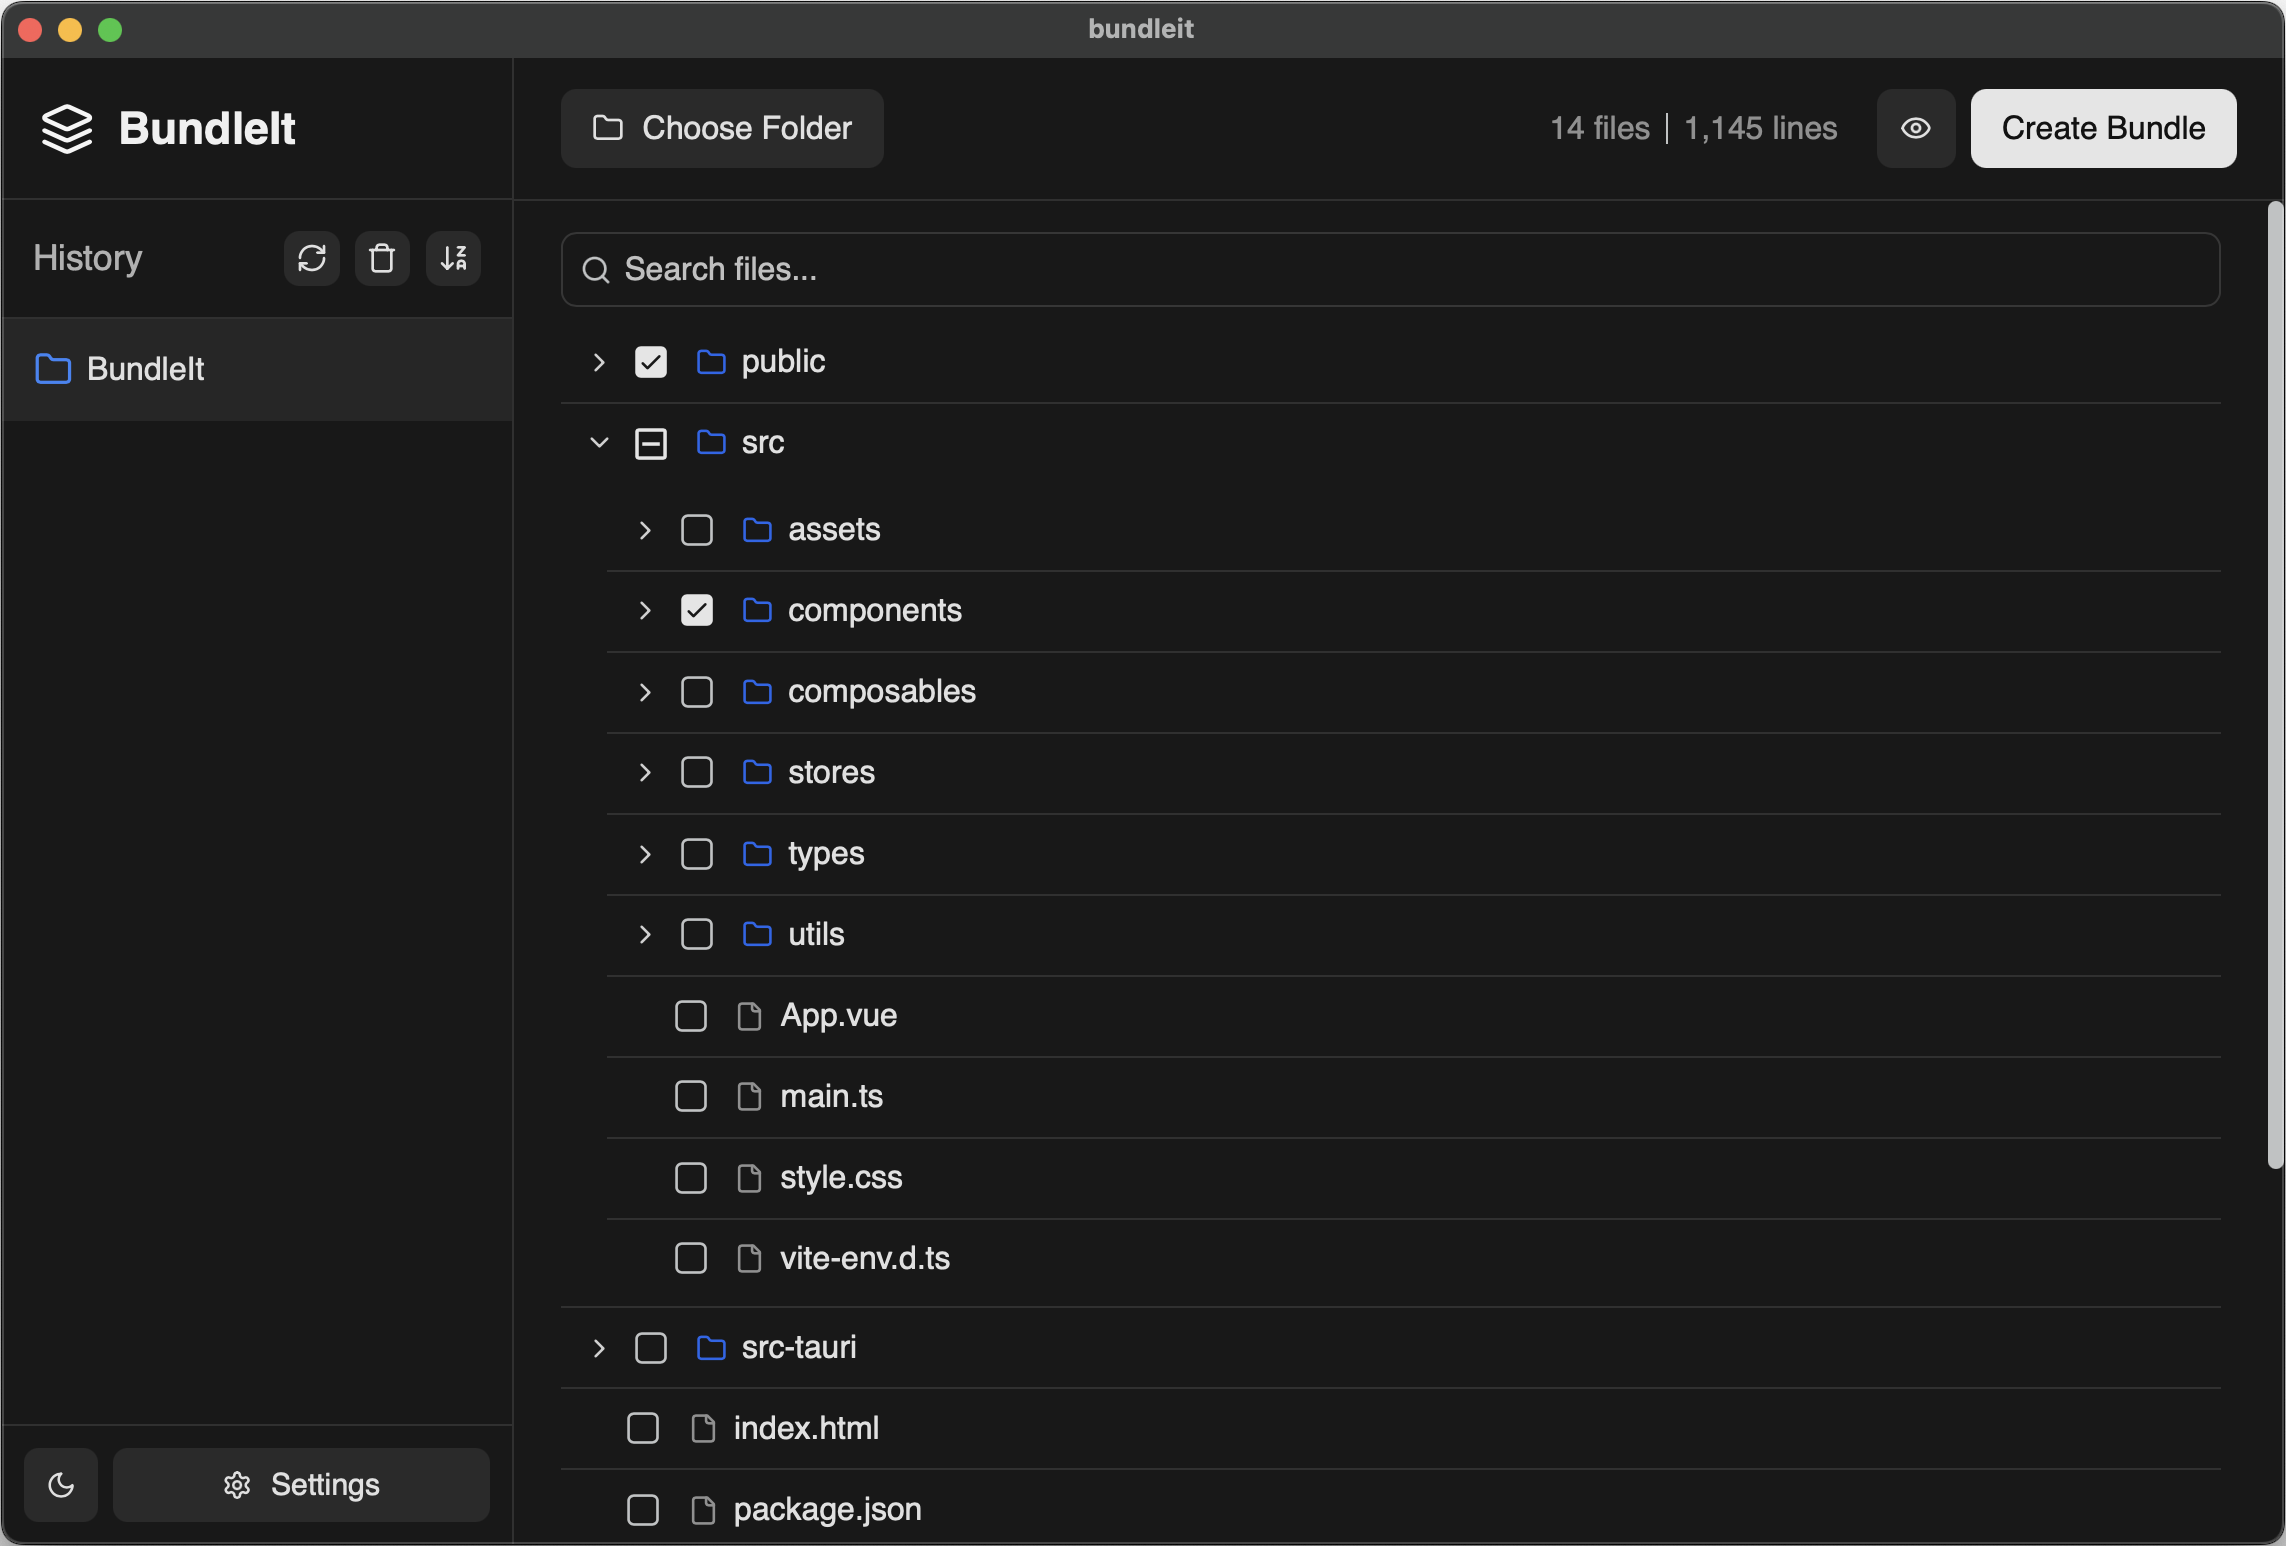 bundleit
BundleIt
Choose Folder
14 files | 1,145 lines
Create Bundle
History
Search files...
BundleIt
public
src
assets
components
composables
stores
types
utils
App.vue
main.ts
style.css
vite-env.d.ts
src-tauri
index.html
package.json
Settings